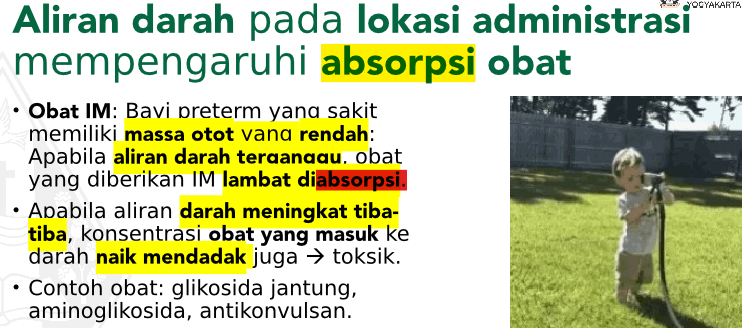 YOGYAKARTA
Aliran darah pada lokasi administrasi
mempengaruhi absorpsi obat
• Obat IM: Bayi preterm yang sakit
memiliki massa otot yang rendah:
Apabila aliran darah terganggu, obat
yang diberikan IM lambat diabsorpsi.
• Apabila aliran darah meningkat tiba-
tiba, konsentrasi obat yang masuk ke
darah naik mendadak juga → toksik.
• Contoh obat: glikosida jantung,
aminoglikosida, antikonvulsan.